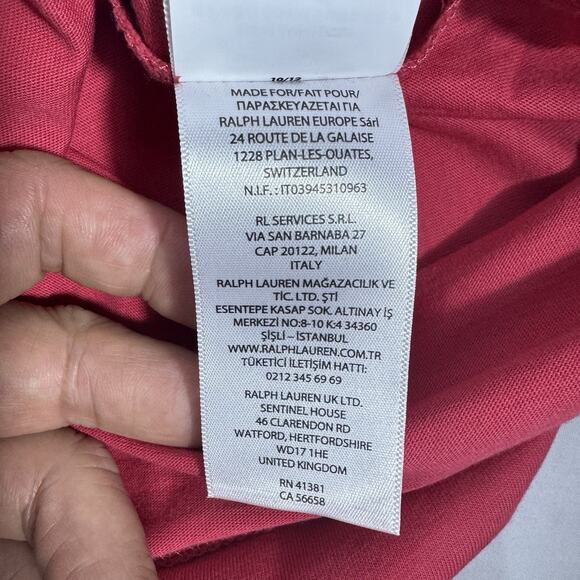 MADE FOR/FAIT POUR/
ΠΑΡΑΣΚΕΥΑΖΕΤΑΙ ΓΙΑ
RALPH LAUREN EUROPE Sárl
24 ROUTE DE LA GALAISE
1228 PLAN-LES-OUATES,
SWITZERLAND
N.I.F. : IT03945310963
RL SERVICES S.R.L.
VIA SAN BARNABA 27
CAP 20122, MILAN
ITALY
RALPH LAUREN MAĞAZACILIK VE
TİC. LTD. ŞTİ
ESENTEPE KASAP SOK. ALTINAY İŞ
MERKEZİ NO:8-10 K:4 34360
ŞİŞLİ – İSTANBUL
WWW.RALPHLAUREN.COM.TR
TÜKETİCİ İLETİŞİM HATTI:
0212 345 69 69
RALPH LAUREN UK LTD.
SENTINEL HOUSE
46 CLARENDON RD
WATFORD, HERTFORDSHIRE
WD17 1HE
UNITED KINGDOM
RN 41381
CA 56658